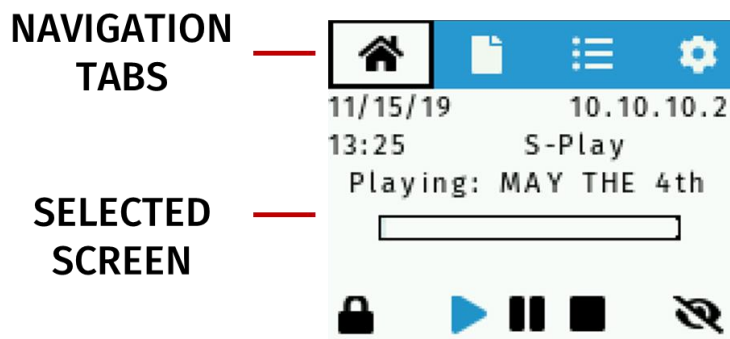 NAVIGATION
TABS
11/15/19 10.10.10.2
13:25 S-Play
Playing: MAY THE 4th
SELECTED
SCREEN